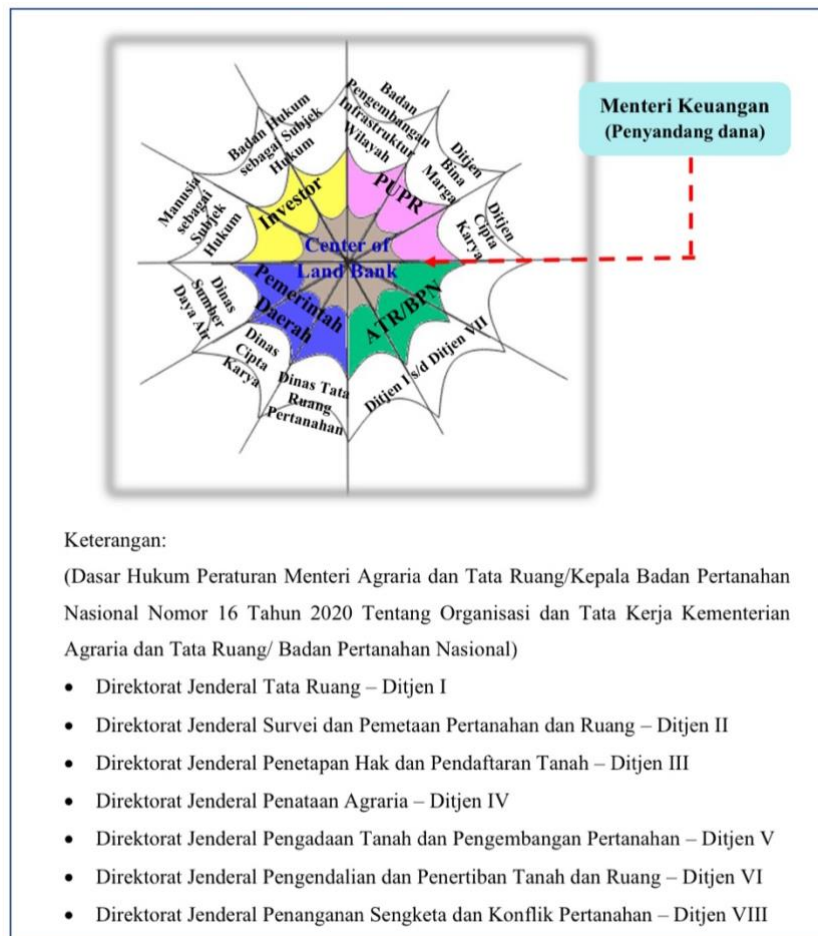 Menteri Keuangan
(Penyandang dana)
Badan
Pengembangan
Infrastruktur
Wilayah
Ditjen
Bina
Marga
Ditjen
Cipta
Karya
PUPR
Badan Hukum
sebagai Subjek
Hukum
Manusia
sebagai
Subjek
Hukum
Investor
Center of
Land Bank
Pemerintah
Daerah
ATR/BPN
Dinas
Sumber
Daya Air
Dinas
Cipta
Karya
Dinas Tata
Ruang
Pertanahan
Ditjen I s/d Ditjen VII
Keterangan:
(Dasar Hukum Peraturan Menteri Agraria dan Tata Ruang/Kepala Badan Pertanahan
Nasional Nomor 16 Tahun 2020 Tentang Organisasi dan Tata Kerja Kementerian
Agraria dan Tata Ruang/ Badan Pertanahan Nasional)
• Direktorat Jenderal Tata Ruang – Ditjen I
• Direktorat Jenderal Survei dan Pemetaan Pertanahan dan Ruang – Ditjen II
• Direktorat Jenderal Penetapan Hak dan Pendaftaran Tanah – Ditjen III
• Direktorat Jenderal Penataan Agraria – Ditjen IV
• Direktorat Jenderal Pengadaan Tanah dan Pengembangan Pertanahan – Ditjen V
• Direktorat Jenderal Pengendalian dan Penertiban Tanah dan Ruang – Ditjen VI
• Direktorat Jenderal Penanganan Sengketa dan Konflik Pertanahan – Ditjen VIII